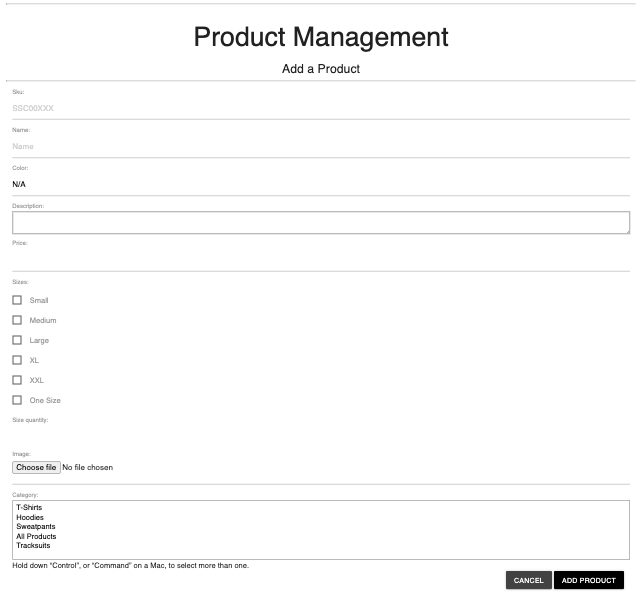 Product Management
Add a Product
Sku:
SSC00XXX
Name:
Name
Color:
N/A
Description:
Price:
Sizes:
Small
Medium
Large
XL
XXL
One Size
Size quantity:
Image:
Choose file No file chosen
Category:
T-Shirts
Hoodies
Sweatpants
All Products
Tracksuits
Hold down “Control”, or “Command” on a Mac, to select more than one.
CANCEL ADD PRODUCT